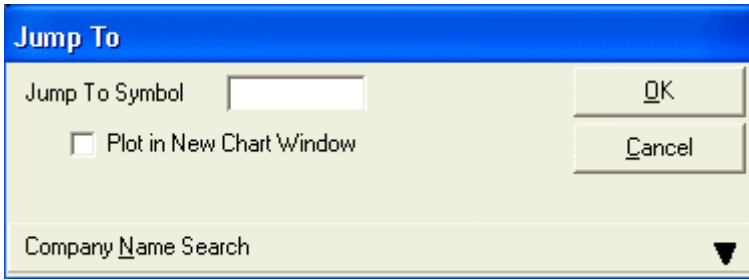 Jump To
Jump To Symbol
OK
Plot in New Chart Window
Cancel
Company Name Search